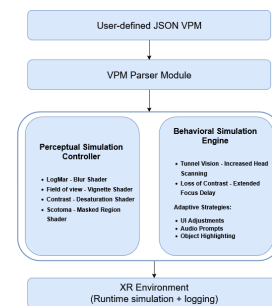 User-defined JSON VPM
VPM Parser Module
Perceptual Simulation
Controller
LogMar - Blur Shader
Field of view - Vignette Shader
Contrast - Desaturation Shader
Scotoma - Masked Region
Shader
Behavioral Simulation
Engine
Tunnel Vision - Increased Head
Scanning
Loss of Contrast - Extended
Focus Delay
Adaptive Strategies:
UI Adjustments
Audio Prompts
Object Highlighting
XR Environment
(Runtime simulation + logging)